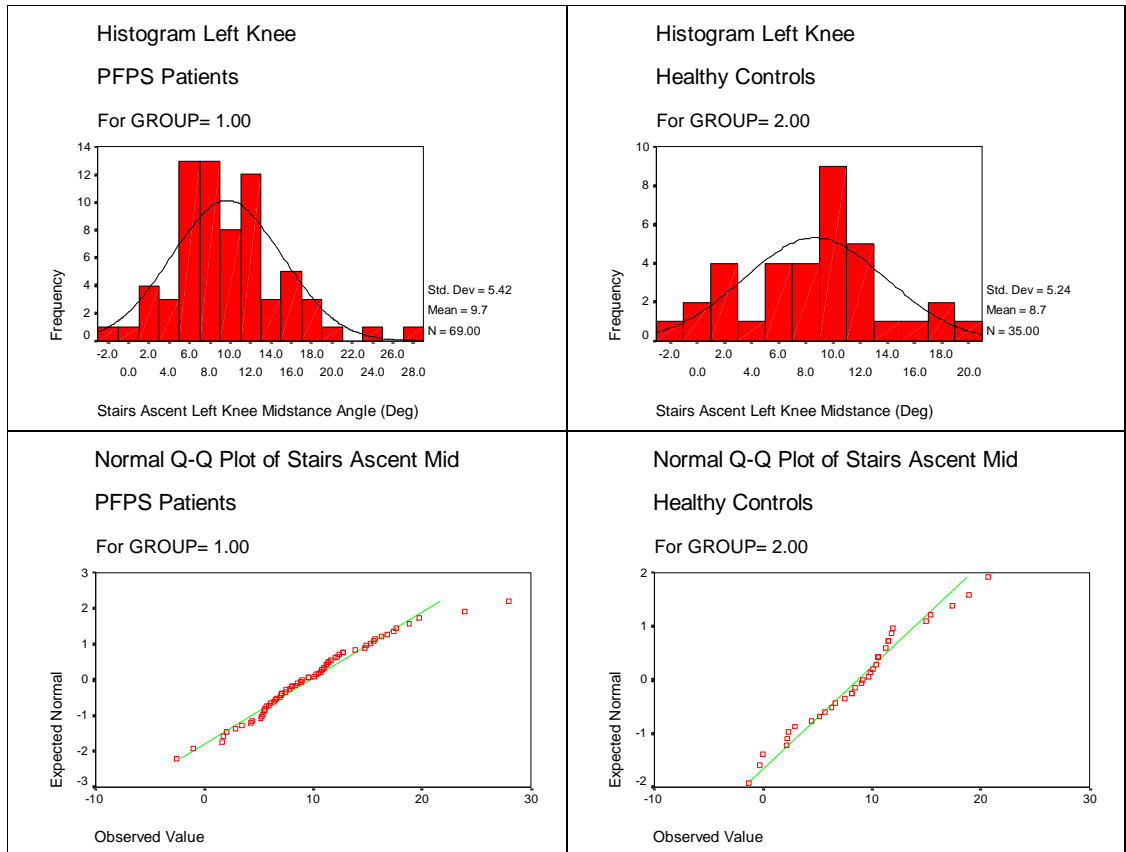 Histogram Left Knee
PFPS Patients
For GROUP= 1.00
14
12
10
8
6
4
2
0
Frequency
Std. Dev = 5.42
Mean = 9.7
N = 69.00
-2.0 2.0 6.0 10.0 14.0 18.0 22.0 26.0
0.0 4.0 8.0 12.0 16.0 20.0 24.0 28.0
Stairs Ascent Left Knee Midstance Angle (Deg)
Histogram Left Knee
Healthy Controls
For GROUP= 2.00
10
8
6
4
2
0
Frequency
Std. Dev = 5.24
Mean = 8.7
N = 35.00
-2.0 2.0 6.0 10.0 14.0 18.0
0.0 4.0 8.0 12.0 16.0 20.0
Stairs Ascent Left Knee Midstance (Deg)
Normal Q-Q Plot of Stairs Ascent Mid
PFPS Patients
For GROUP= 1.00
3
2
1
0
-1
-2
-3
Expected Normal
-10 0 10 20 30
Observed Value
Normal Q-Q Plot of Stairs Ascent Mid
Healthy Controls
For GROUP= 2.00
2
1
0
-1
-2
Expected Normal
-10 0 10 20 30
Observed Value